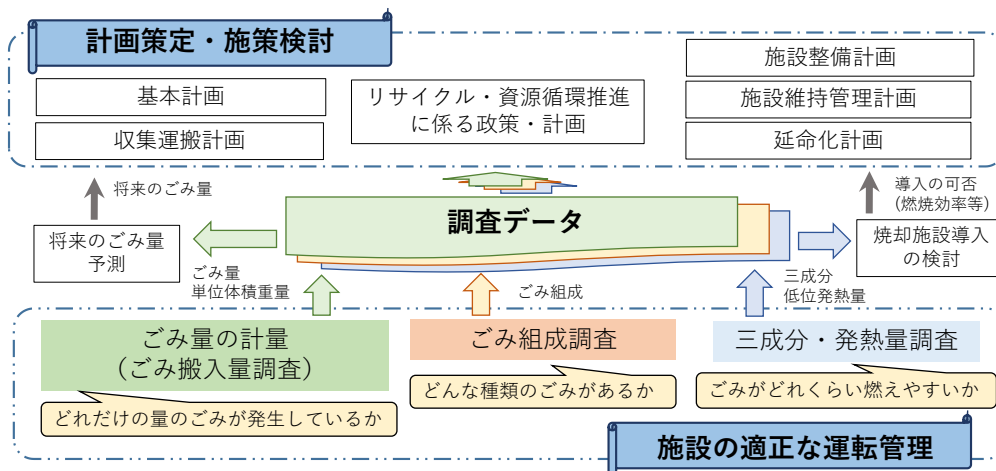 計画策定・施策検討
基本計画
収集運搬計画
リサイクル・資源循環推進
に係る政策・計画
施設整備計画
施設維持管理計画
延命化計画
将来のごみ量
導入の可否
(燃焼効率等)
調査データ
将来のごみ量
予測
焼却施設導入
の検討
ごみ量
単位体積重量
ごみ組成
三成分
低位発熱量
ごみ量の計量
(ごみ搬入量調査)
ごみ組成調査
三成分・発熱量調査
どれだけの量のごみが発生しているか
どんな種類のごみがあるか
ごみがどれくらい燃えやすいか
施設の適正な運転管理